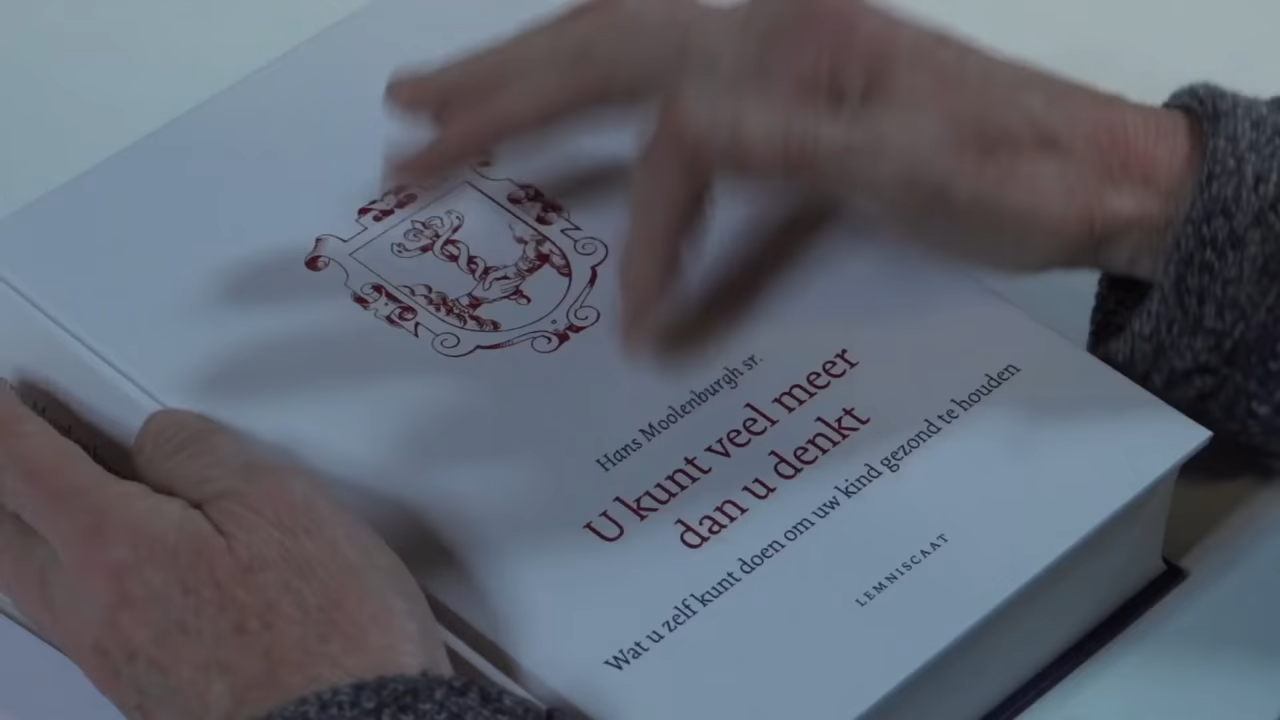 Hans Moolenburgh sr.
U kunt veel meer
dan u denkt
Wat u zelf kunt doen om uw kind gezond te houden
LEMNISCAAT